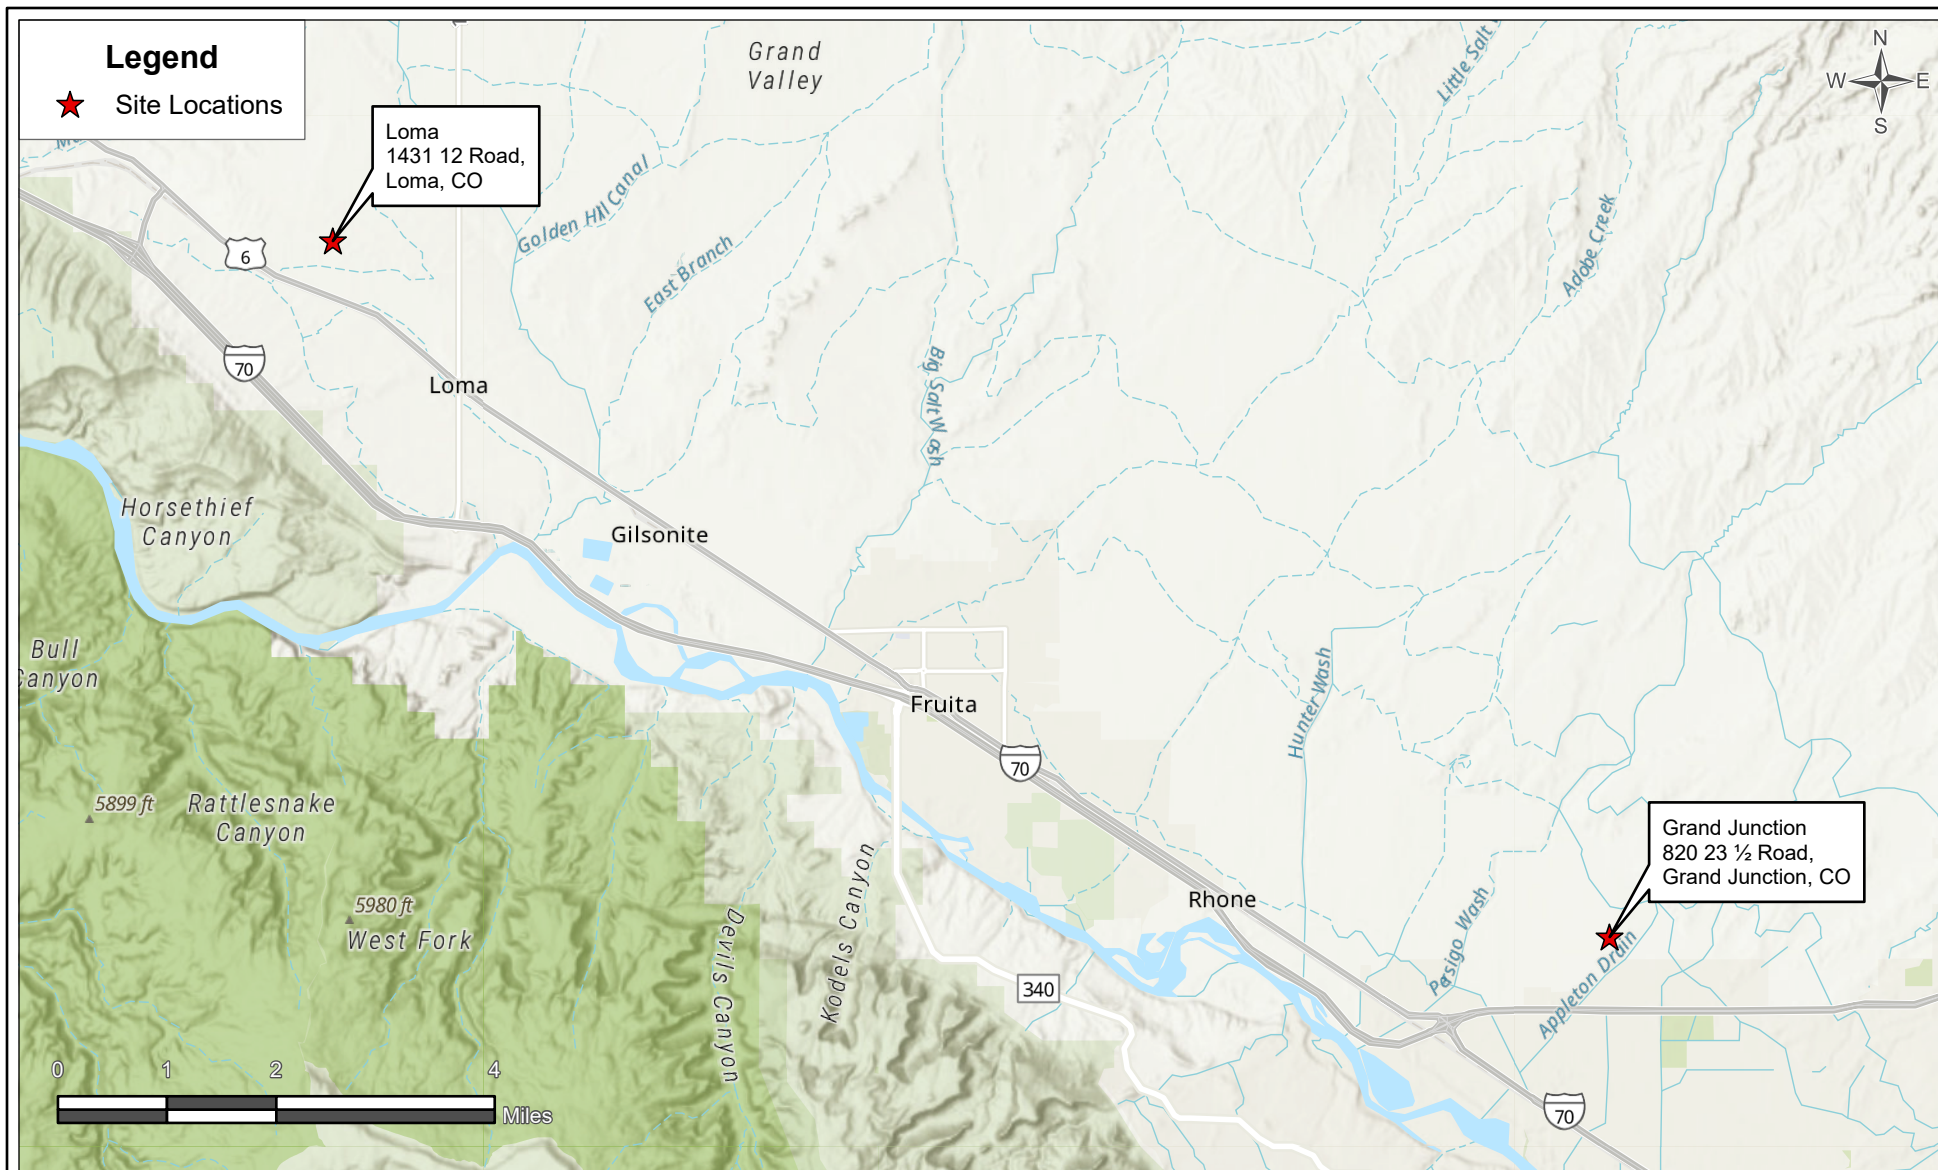 Legend
Site Locations
Grand
Valley
Little Salt
N
W
E
S
Loma
1431 12 Road,
Loma, CO
Golden Hill Canal
East Branch
Adobe Creek
6
70
Loma
Big Salt Wash
Horsethief
Canyon
Gilsonite
Bull
Canyon
Hunter Wash
Fruita
70
5899 ft
Rattlesnake
Canyon
Grand Junction
820 23 ½ Road,
Grand Junction, CO
5980 ft
West Fork
Devils Canyon
Kodels Canyon
Rhone
Persigo Wash
Appleton Drain
340
0
1
2
4
Miles
70